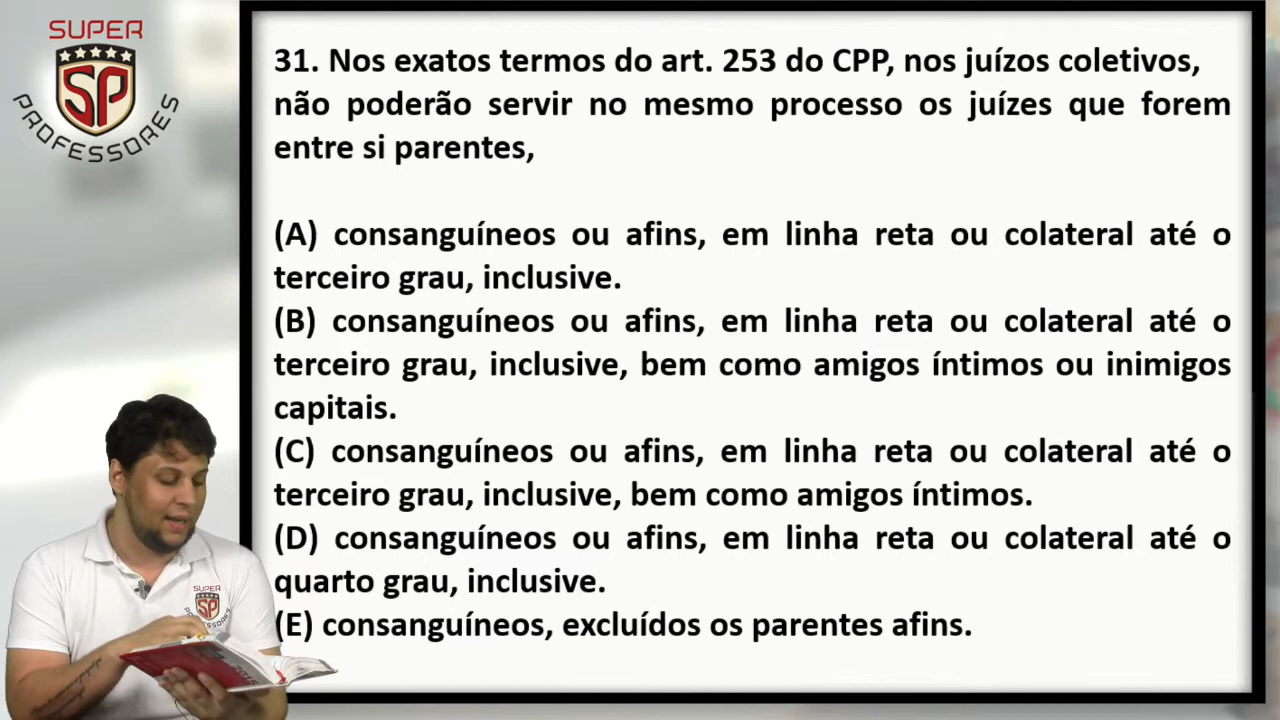 SUPER
SP
PROFESSORES
31. Nos exatos termos do art. 253 do CPP, nos juízos coletivos,
não poderão servir no mesmo processo os juízes que forem
entre si parentes,
(A) consanguíneos ou afins, em linha reta ou colateral até o
terceiro grau, inclusive.
(B) consanguíneos ou afins, em linha reta ou colateral até o
terceiro grau, inclusive, bem como amigos íntimos ou inimigos
capitais.
(C) consanguíneos ou afins, em linha reta ou colateral até o
terceiro grau, inclusive, bem como amigos íntimos.
(D) consanguíneos ou afins, em linha reta ou colateral até o
quarto grau, inclusive.
(E) consanguíneos, excluídos os parentes afins.
SUPER
SP
PROFESSORES